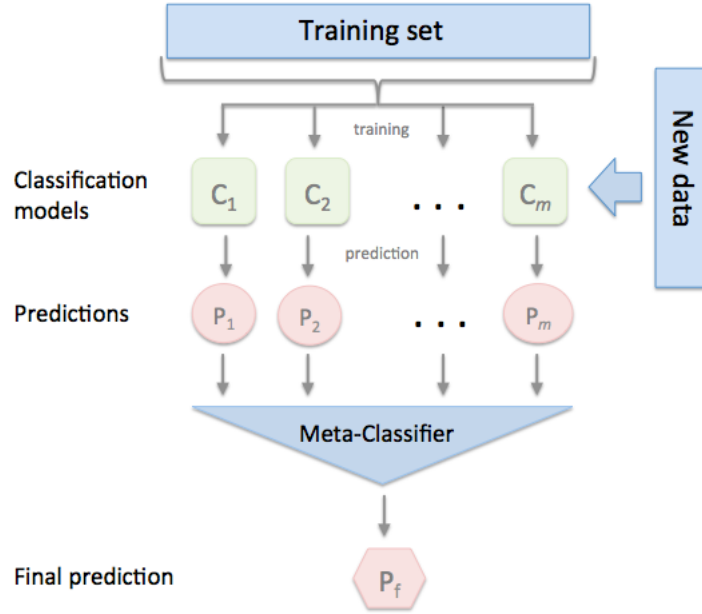 Training set
training
New data
Classification
models
C1 C2 . . . Cm
prediction
Predictions
P1 P2 . . . Pm
Meta-Classifier
Final prediction
Pf